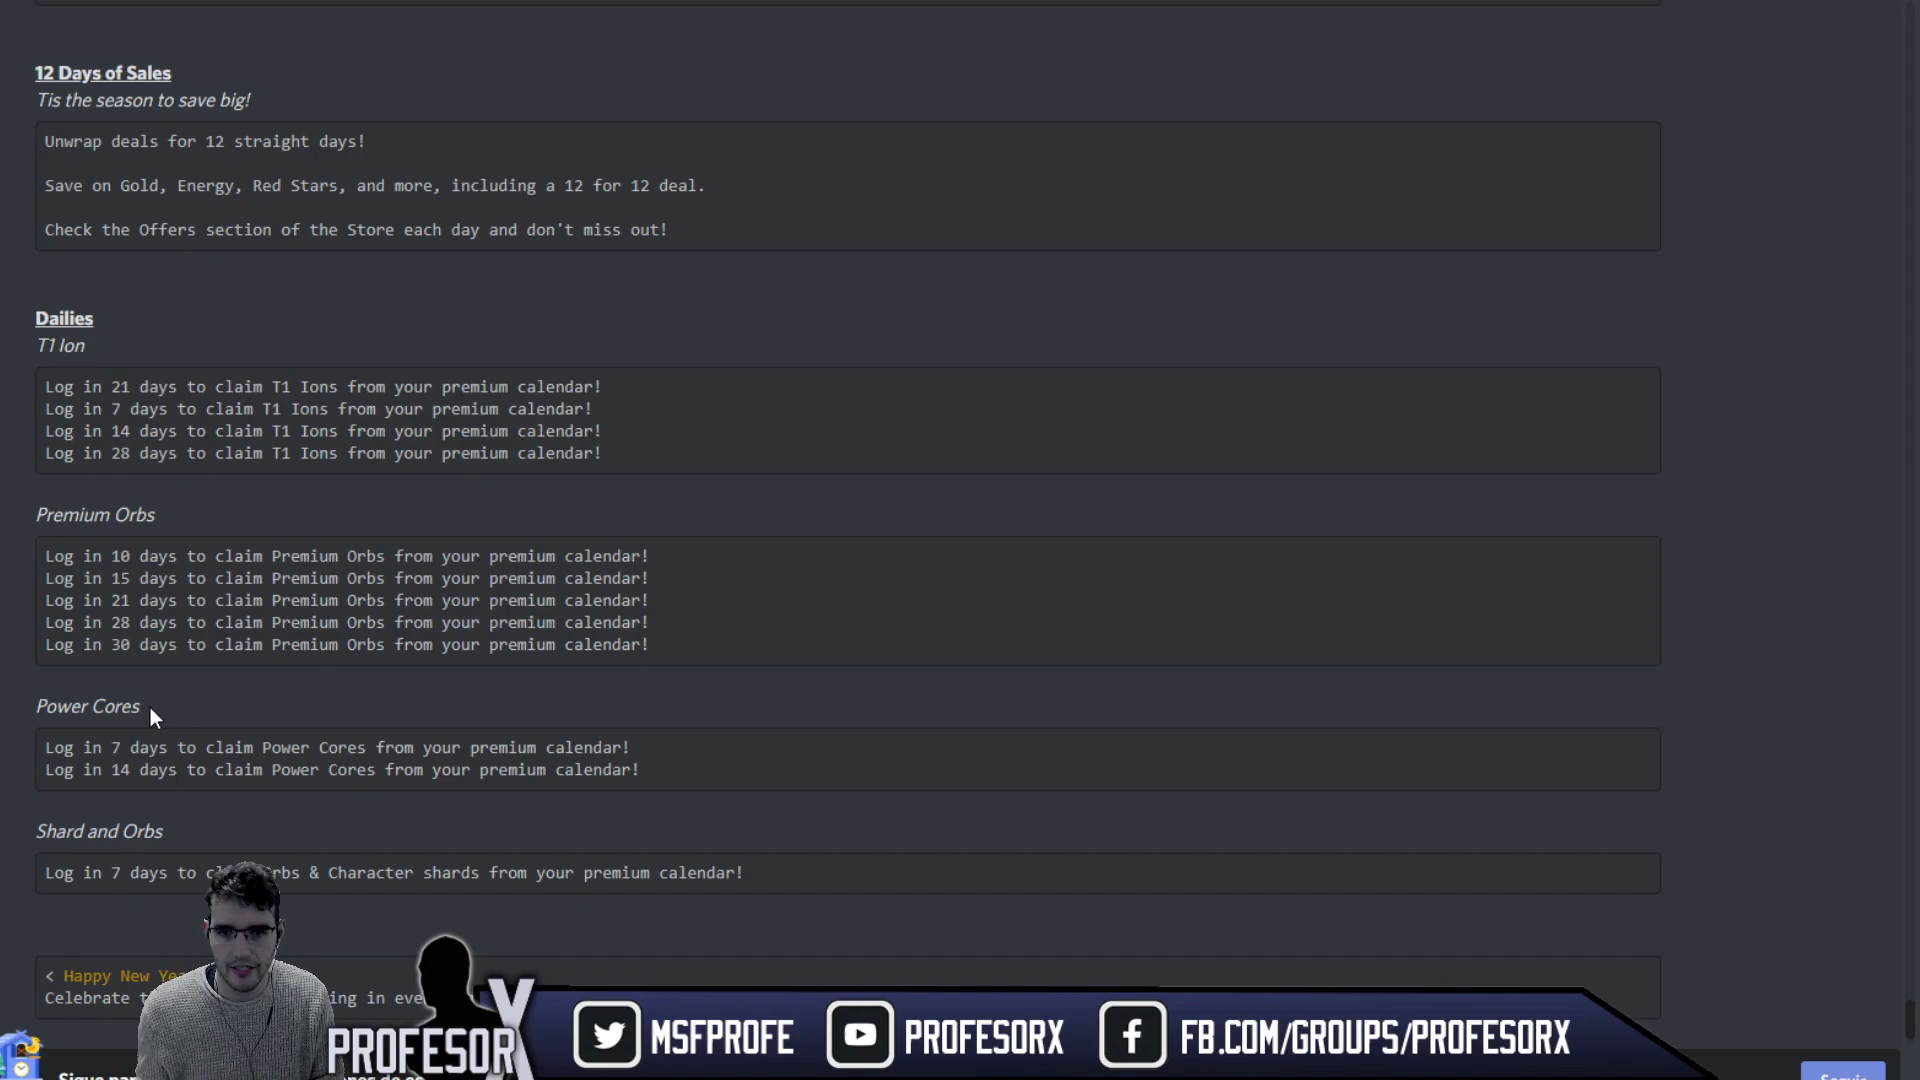 12 Days of Sales
Tis the season to save big!
Unwrap deals for 12 straight days!
Save on Gold, Energy, Red Stars, and more, including a 12 for 12 deal.
Check the Offers section of the Store each day and don't miss out!
Dailies
T1 Ion
Log in 21 days to claim T1 Ions from your premium calendar!
Log in 7 days to claim T1 Ions from your premium calendar!
Log in 14 days to claim T1 Ions from your premium calendar!
Log in 28 days to claim T1 Ions from your premium calendar!
Premium Orbs
Log in 10 days to claim Premium Orbs from your premium calendar!
Log in 15 days to claim Premium Orbs from your premium calendar!
Log in 21 days to claim Premium Orbs from your premium calendar!
Log in 28 days to claim Premium Orbs from your premium calendar!
Log in 30 days to claim Premium Orbs from your premium calendar!
Power Cores
Log in 7 days to claim Power Cores from your premium calendar!
Log in 14 days to claim Power Cores from your premium calendar!
Shard and Orbs
Log in 7 days to & Character shards from your premium calendar!
< Happy New
Celebrate in
PROFESOR X
MSFPROFE
PROFESORX
FB.COM/GROUPS/PROFESORX